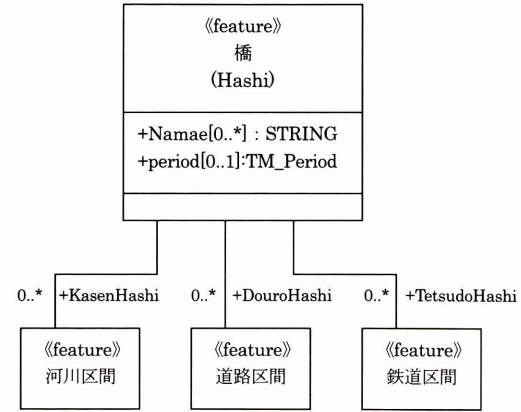 《feature》
橋
(Hashi)
+Namae[0..*] : STRING
+period[0..1]:TM_Period
0..* +KasenHashi
0..* +DouroHashi
0..* +TetsudoHashi
《feature》
河川区間
《feature》
道路区間
《feature》
鉄道区間